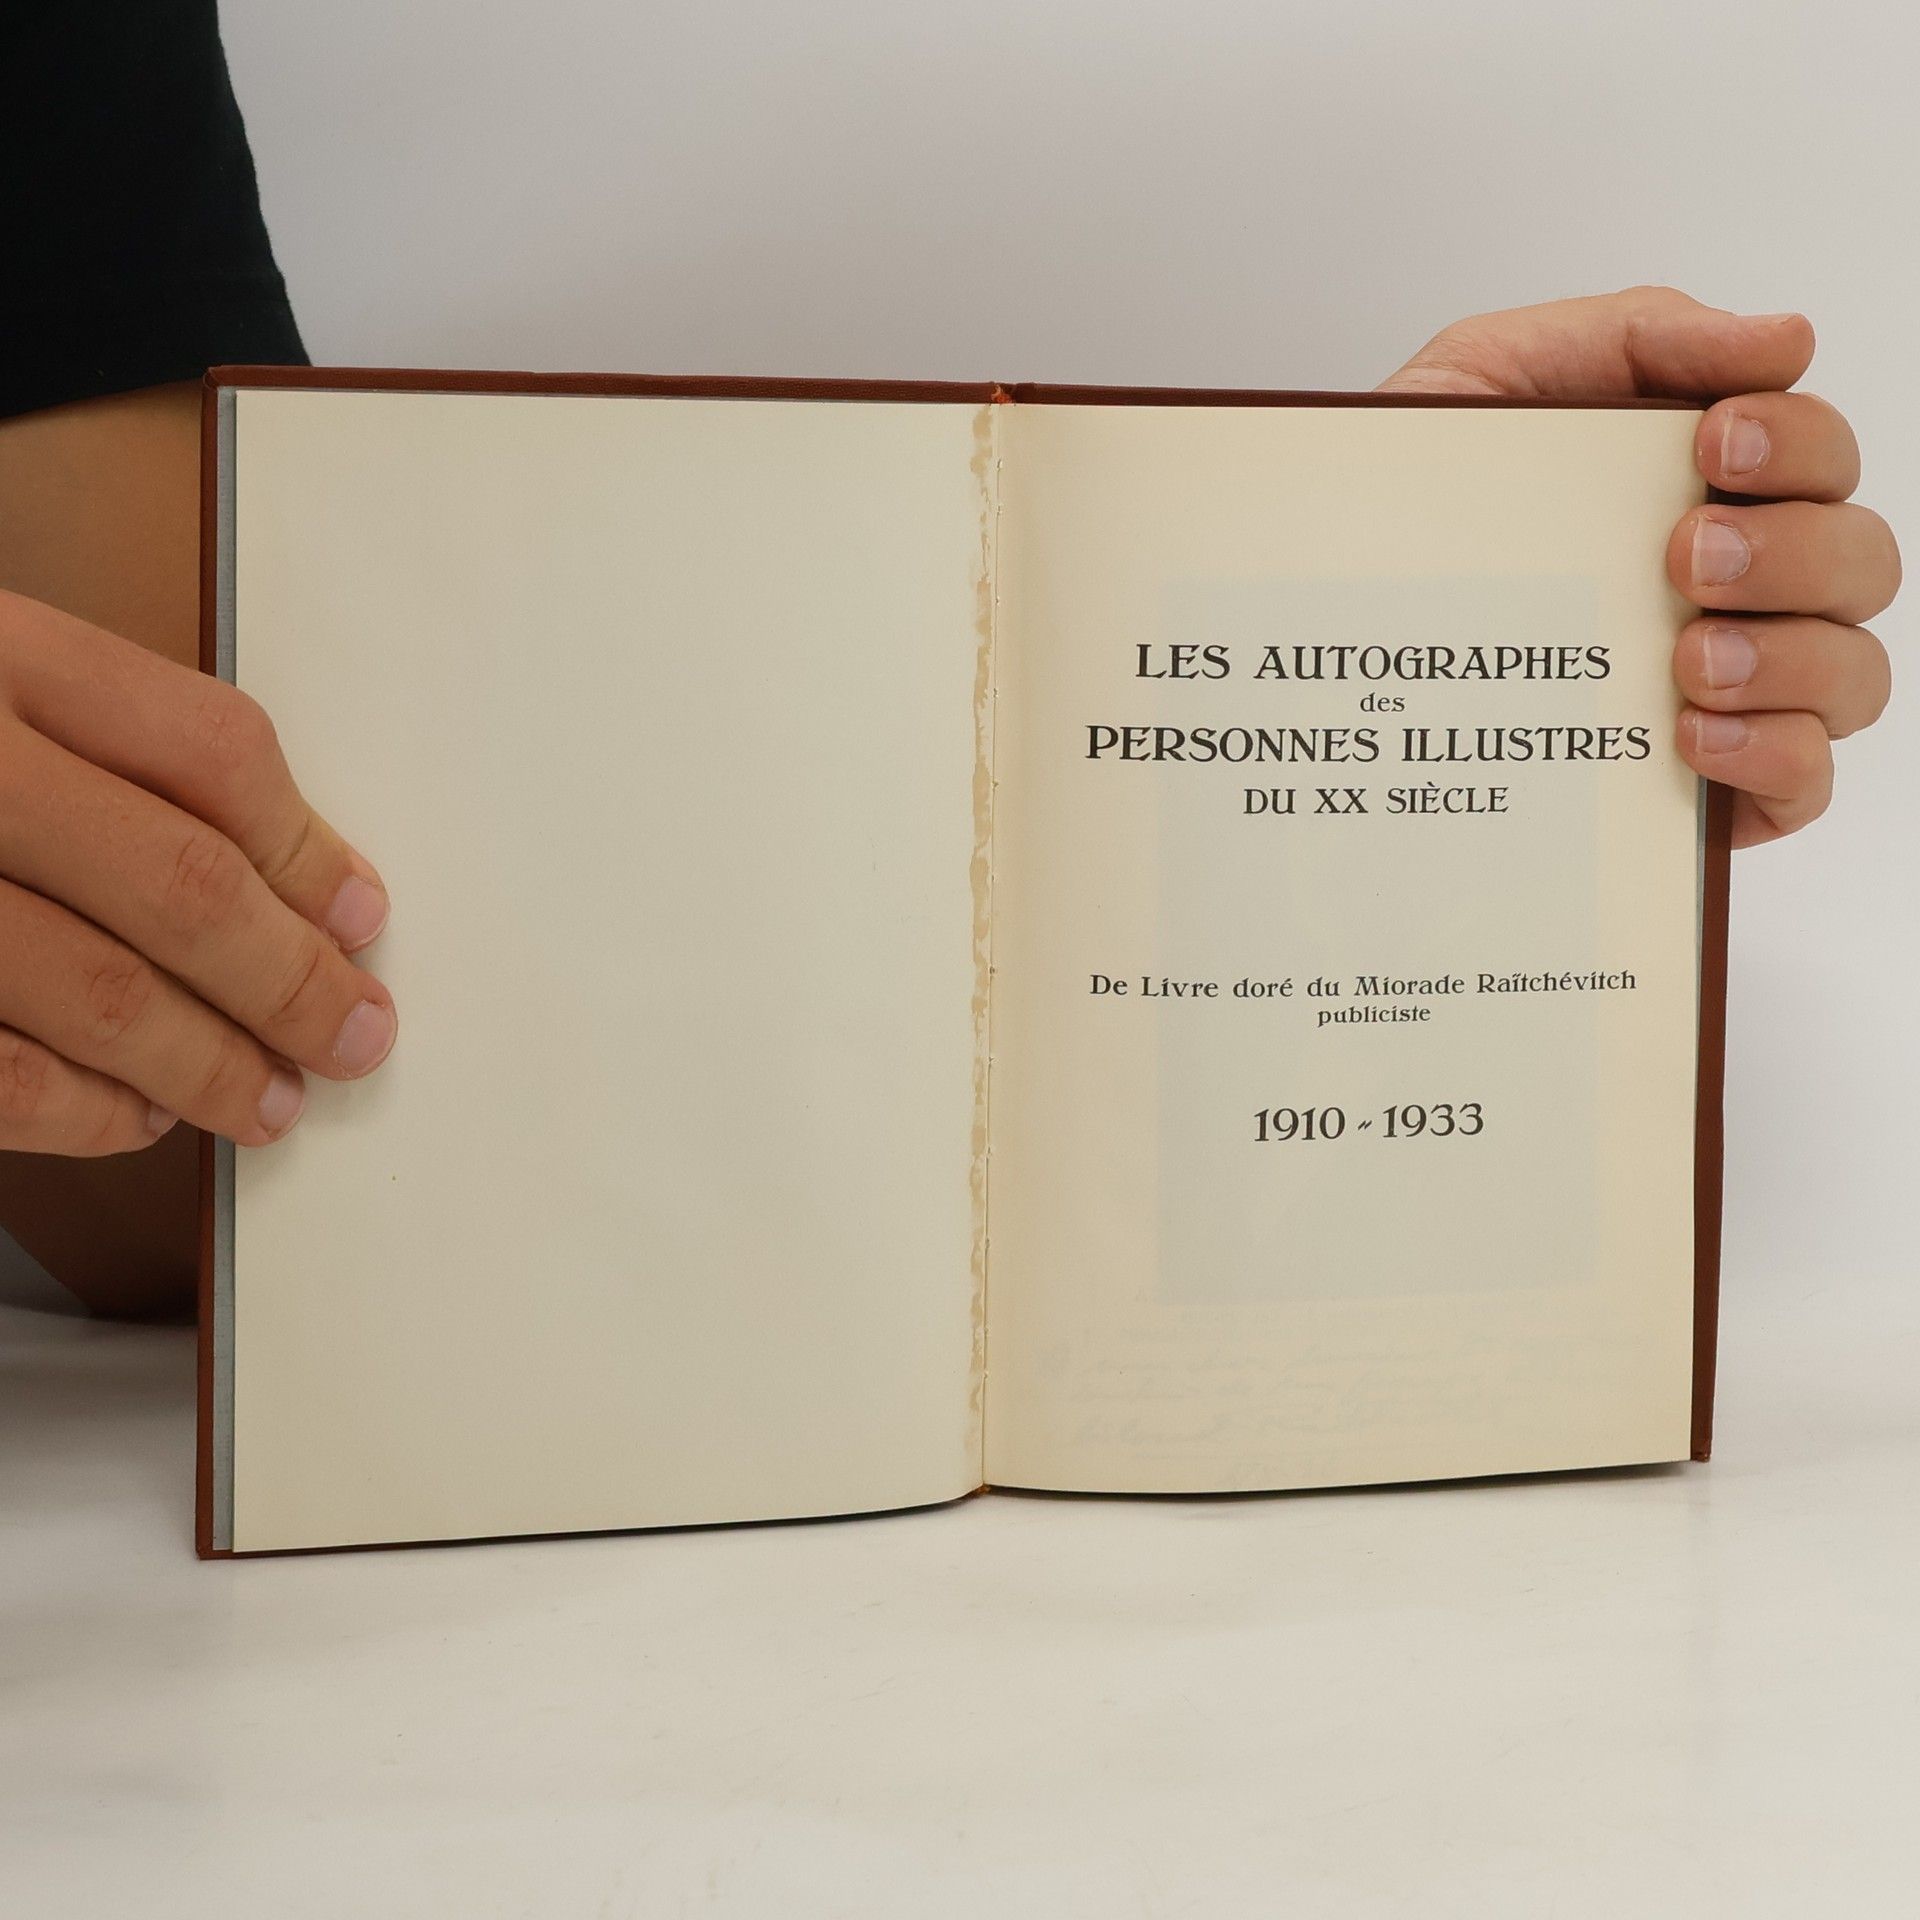 LES AUTOGRAPHES
des
PERSONNES ILLUSTRES
DU XX SIÈCLE
De Livre doré du Miorade Raïtchévitch
publiciste
1910 - 1933